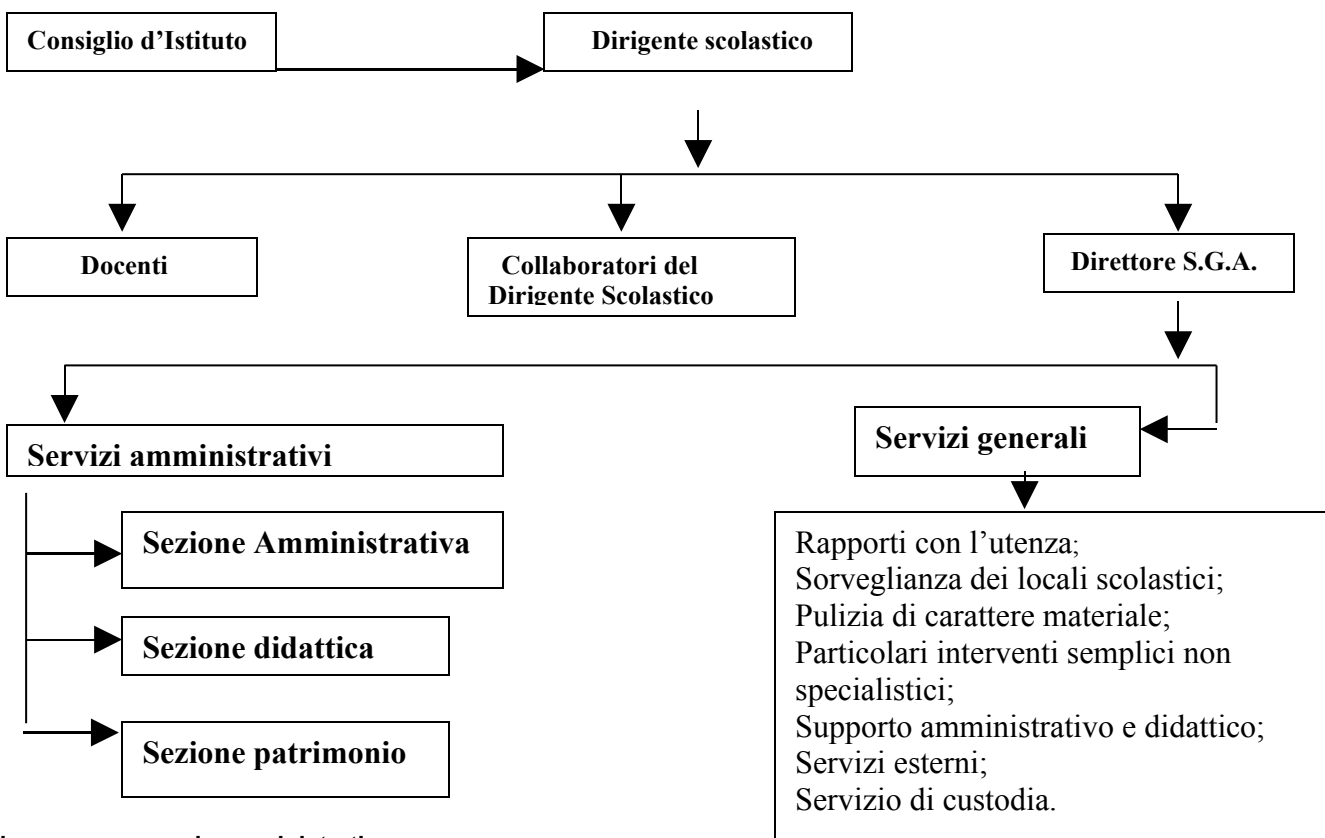 Consiglio d’Istituto
Dirigente scolastico
Docenti
Collaboratori del
Dirigente Scolastico
Direttore S.G.A.
Servizi amministrativi
Servizi generali
Sezione Amministrativa
Sezione didattica
Sezione patrimonio
Rapporti con l’utenza;
Sorveglianza dei locali scolastici;
Pulizia di carattere materiale;
Particolari interventi semplici non
specialistici;
Supporto amministrativo e didattico;
Servizi esterni;
Servizio di custodia.